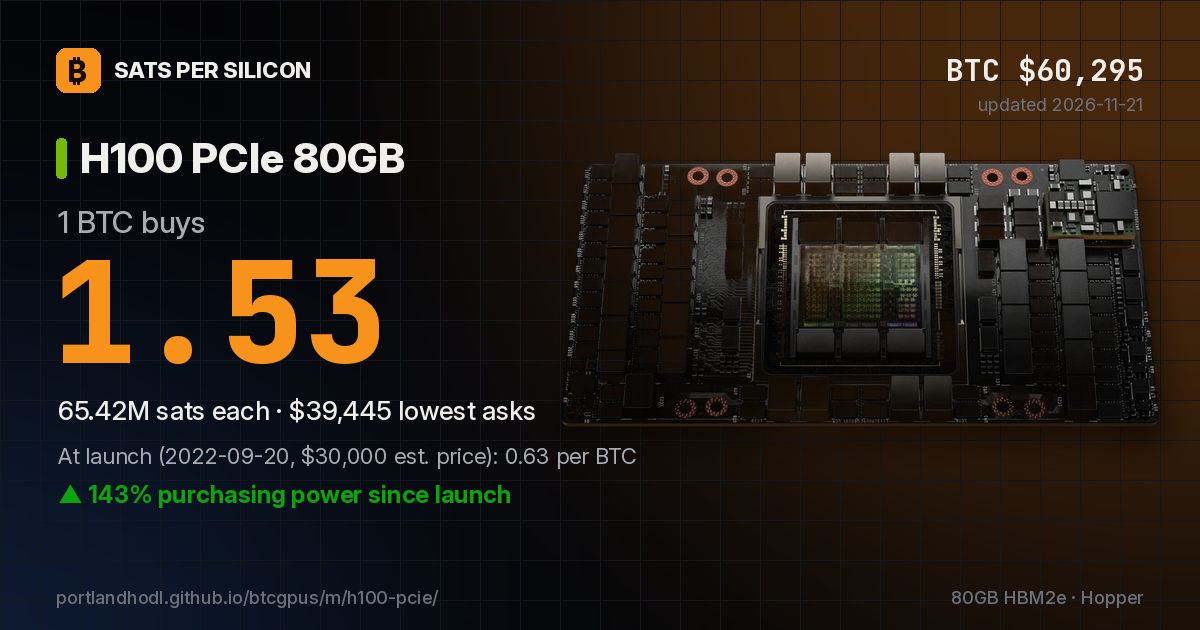 ₿ SATS PER SILICON
BTC $60,295
updated 2026-11-21
H100 PCIe 80GB
1 BTC buys
1.53
65.42M sats each · $39,445 lowest asks
At launch (2022-09-20, $30,000 est. price): 0.63 per BTC
▲ 143% purchasing power since launch
portlandhodl.github.io/btcgpus/m/h100-pcie/
80GB HBM2e · Hopper